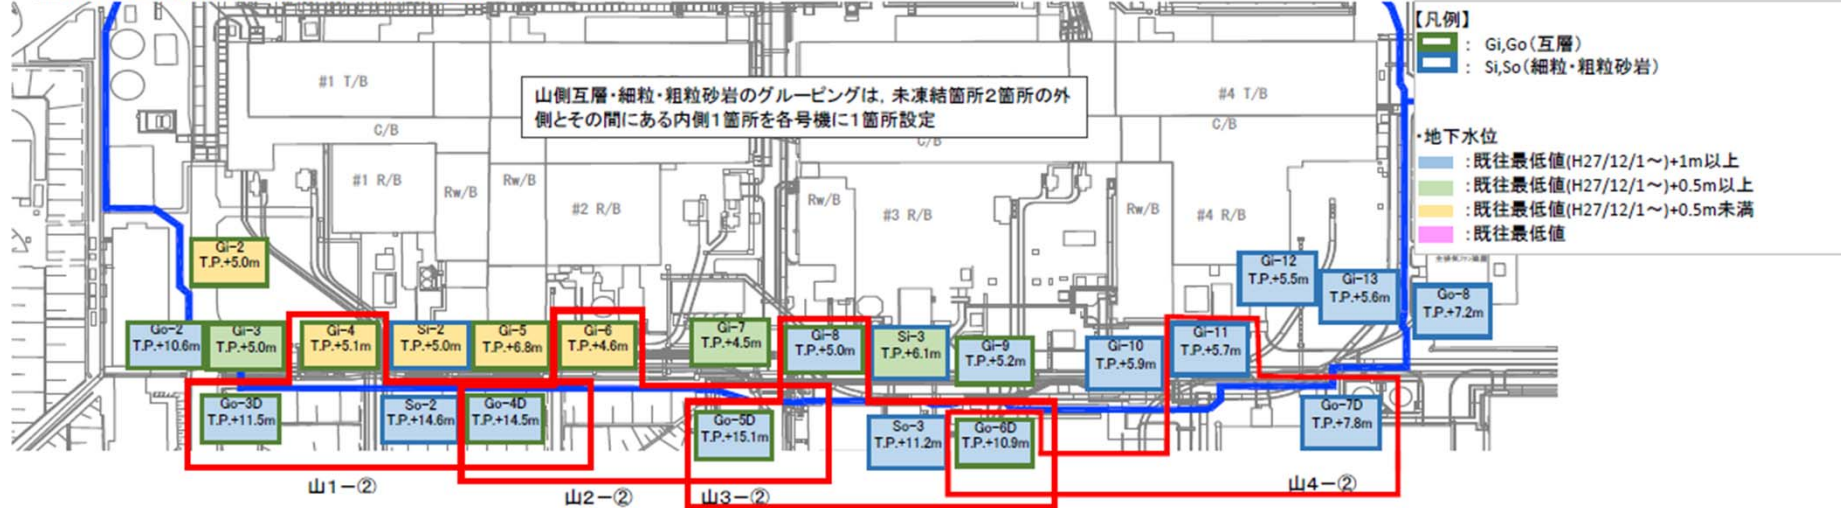 【凡例】
： Gi,Go（互層）
： Si,So（細粒・粗粒砂岩）
・地下水位
：既往最低値(H27/12/1～)+1m以上
：既往最低値(H27/12/1～)+0.5m以上
：既往最低値(H27/12/1～)+0.5m未満
：既往最低値
#1 T/B
山側互層・細粒・粗粒砂岩のグルーピングは，未凍結箇所2箇所の外
側とその間にある内側1箇所を各号機に1箇所設定
#4 T/B
C/B
C/B
C/B
#1 R/B
Rw/B
Rw/B
#2 R/B
Rw/B
#3 R/B
Rw/B
#4 R/B
Gi-2
T.P.+5.0m
Gi-12
T.P.+5.5m
Gi-13
T.P.+5.6m
Go-8
T.P.+7.2m
Go-2
T.P.+10.6m
Gi-3
T.P.+5.0m
Gi-4
T.P.+5.1m
Si-2
T.P.+5.0m
Gi-5
T.P.+6.8m
Gi-6
T.P.+4.6m
Gi-7
T.P.+4.5m
Gi-8
T.P.+5.0m
Si-3
T.P.+6.1m
Gi-9
T.P.+5.2m
Gi-10
T.P.+5.9m
Gi-11
T.P.+5.7m
Go-3D
T.P.+11.5m
So-2
T.P.+14.6m
Go-4D
T.P.+14.5m
Go-5D
T.P.+15.1m
So-3
T.P.+11.2m
Go-6D
T.P.+10.9m
Go-7D
T.P.+7.8m
山1－②
山2－②
山3－②
山4－②